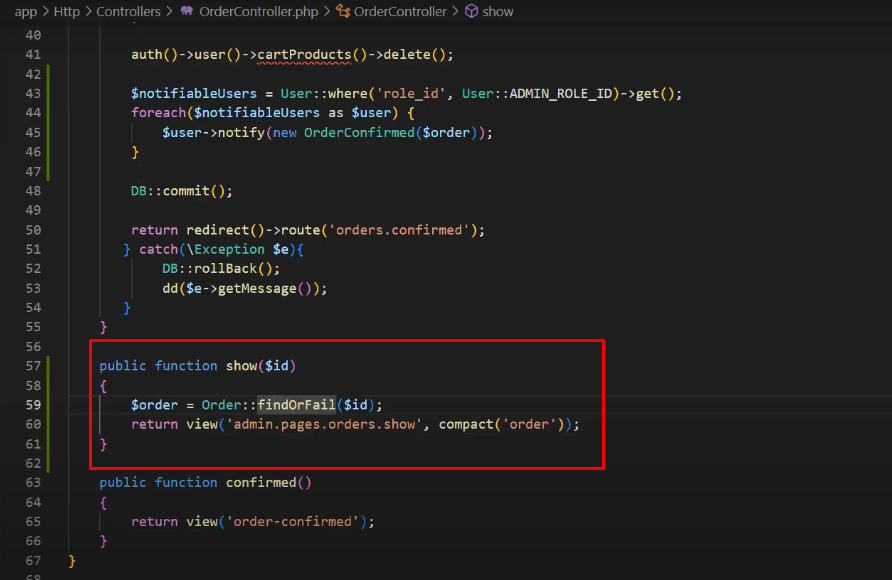 app > Http > Controllers > OrderController.php > OrderController > show
40
41 auth()->user()->cartProducts()->delete();
42
43 $notifiableUsers = User::where('role_id', User::ADMIN_ROLE_ID)->get();
44 foreach($notifiableUsers as $user) {
45 $user->notify(new OrderConfirmed($order));
46 }
47
48 DB::commit();
49
50 return redirect()->route('orders.confirmed');
51 } catch(\Exception $e){
52 DB::rollBack();
53 dd($e->getMessage());
54 }
55 }
56
57 public function show($id)
58 {
59 $order = Order::findOrFail($id);
60 return view('admin.pages.orders.show', compact('order'));
61 }
62
63 public function confirmed()
64 {
65 return view('order-confirmed');
66 }
67 }
68